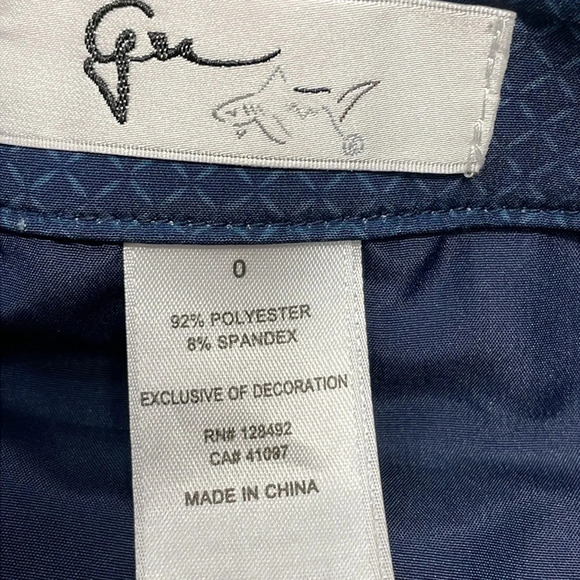 0
92% POLYESTER
8% SPANDEX
EXCLUSIVE OF DECORATION
RN# 128492
CA# 41097
MADE IN CHINA